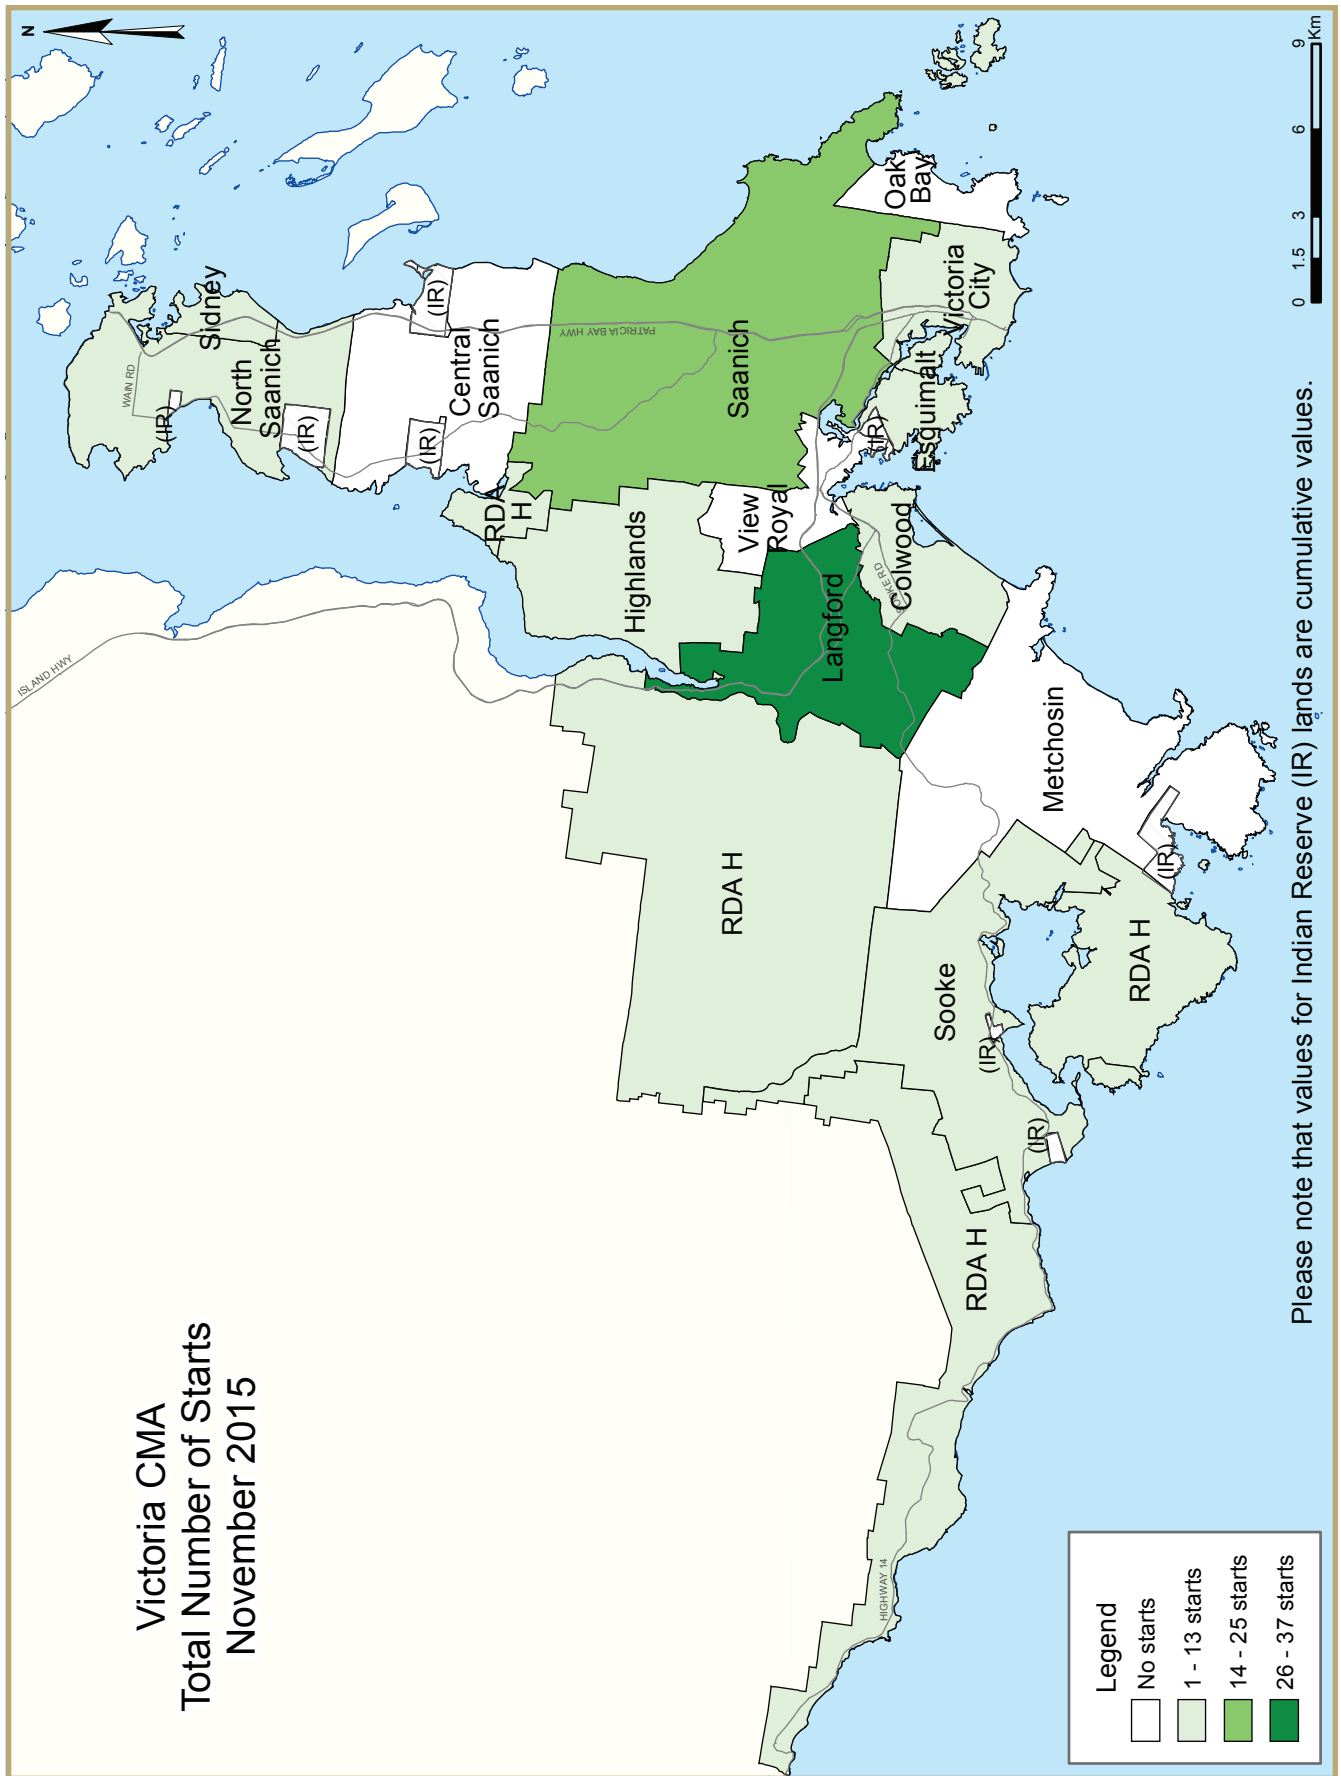 Victoria CMA
Total Number of Starts
November 2015
N
ISLAND HWY
WAIN RD
Sidney
North
Saanich
(IR)
(IR)
(IR)
(IR)
Central
Saanich
PATRICIA BAY HWY
Saanich
RDA
H
Highlands
View
Royal
Oak
Bay
Victoria
City
Esquimalt
(IR)
Colwood
Langford
Metchosin
(IR)
RDA H
Sooke
(IR)
(IR)
RDA H
RDA H
HIGHWAY 14
Legend
No starts
1 - 13 starts
14 - 25 starts
26 - 37 starts
0 1.5 3 6 9
Km
Please note that values for Indian Reserve (IR) lands are cumulative values.